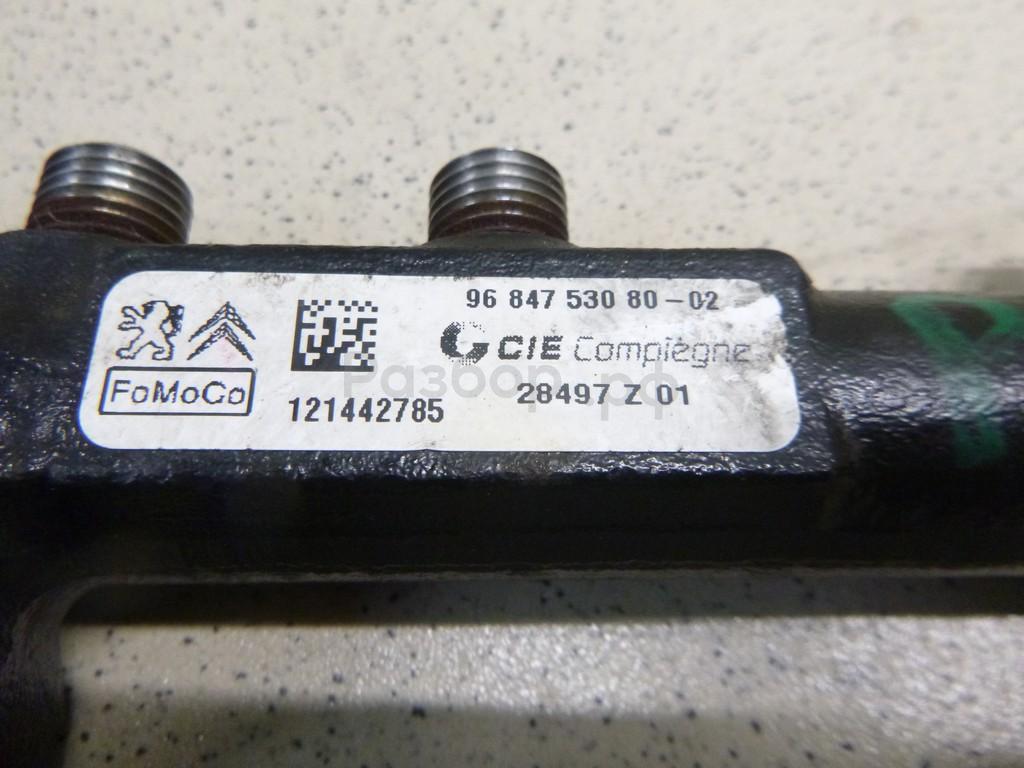 96 847 530 80-02
CIE Compiègne
FoMoCo
121442785
28497 Z 01
Разбор.рф